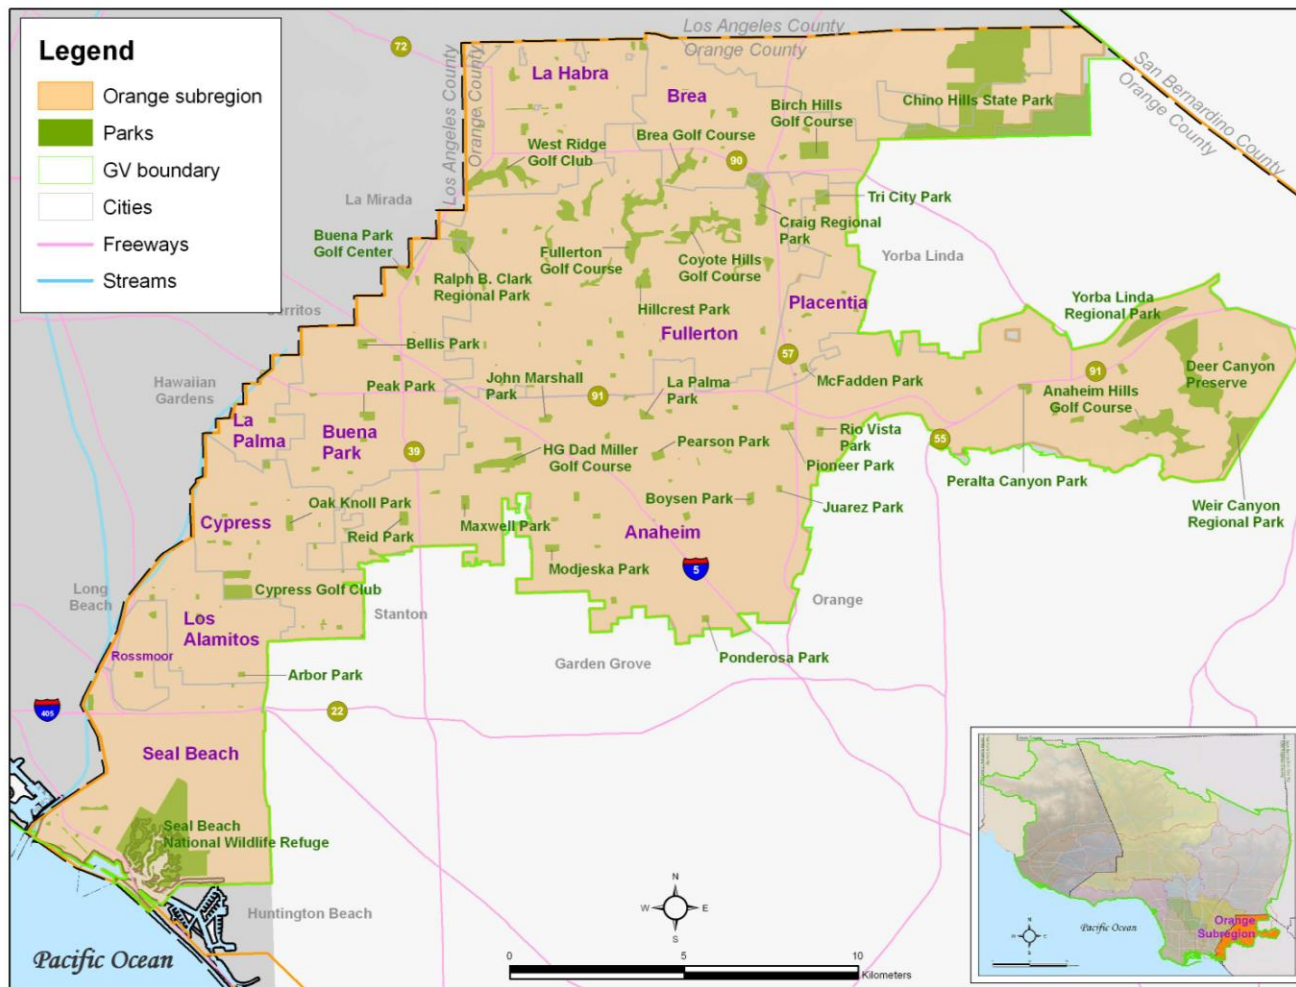 Legend
Orange subregion
Parks
GV boundary
Cities
Freeways
Streams
Los Angeles County
Orange County
Los Angeles County
Orange County
San Bernardino County
Orange County
72
La Habra
Brea
Birch Hills
Golf Course
Chino Hills State Park
Brea Golf Course
West Ridge
Golf Club
90
La Mirada
Tri City Park
Craig Regional
Park
Buena Park
Golf Center
Fullerton
Golf Course
Coyote Hills
Golf Course
Yorba Linda
Ralph B. Clark
Regional Park
Hillcrest Park
Placentia
Yorba Linda
Regional Park
Fullerton
Bellis Park
57
Hawaiian
Gardens
Peak Park
John Marshall
Park
91
La Palma
Park
McFadden Park
91
Deer Canyon
Preserve
Anaheim Hills
Golf Course
La
Palma
Buena
Park
39
HG Dad Miller
Golf Course
Pearson Park
Rio Vista
Park
Pioneer Park
55
Peralta Canyon Park
Weir Canyon
Regional Park
Cypress
Oak Knoll Park
Reid Park
Maxwell Park
Boysen Park
Juarez Park
Anaheim
Modjeska Park
5
Long
Beach
Cypress Golf Club
Stanton
Orange
Los
Alamitos
Rossmoor
Garden Grove
Ponderosa Park
Arbor Park
405
22
Seal Beach
Seal Beach
National Wildlife Refuge
Huntington Beach
Pacific Ocean
N
W
E
S
0
5
10
Kilometers
Orange
Subregion
Pacific Ocean